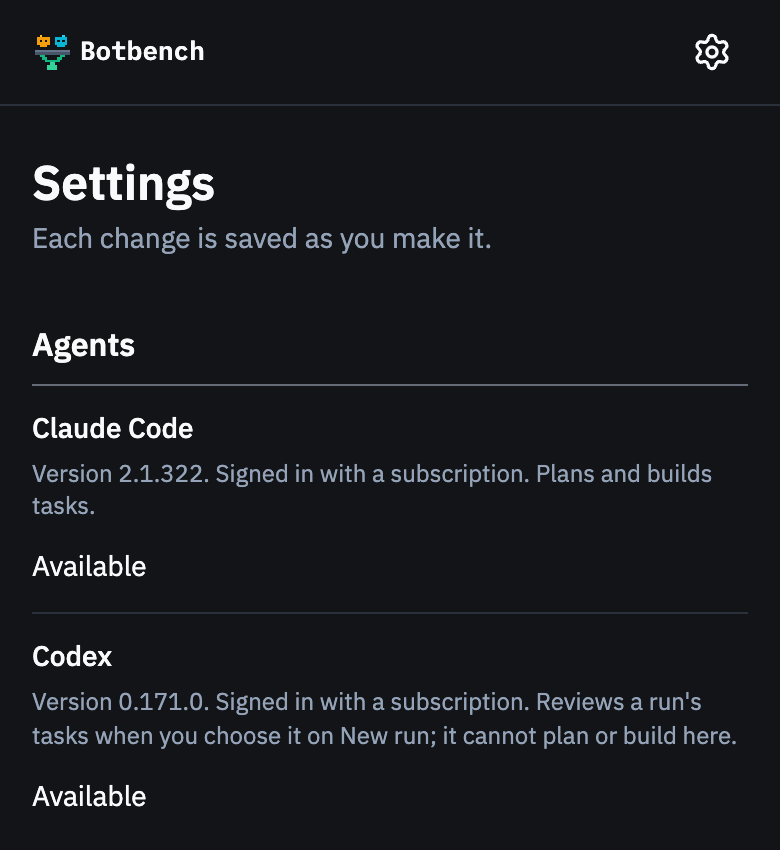 Botbench
Settings
Each change is saved as you make it.
Agents
Claude Code
Version 2.1.322. Signed in with a subscription. Plans and builds
tasks.
Available
Codex
Version 0.171.0. Signed in with a subscription. Reviews a run's
tasks when you choose it on New run; it cannot plan or build here.
Available